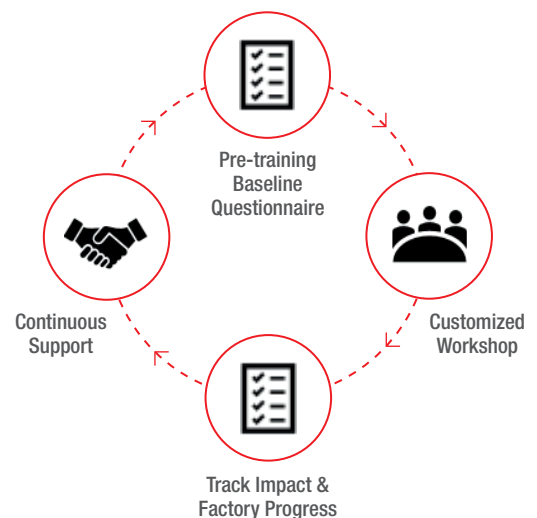 Pre-training
Baseline
Questionnaire
Customized
Workshop
Track Impact &
Factory Progress
Continuous
Support